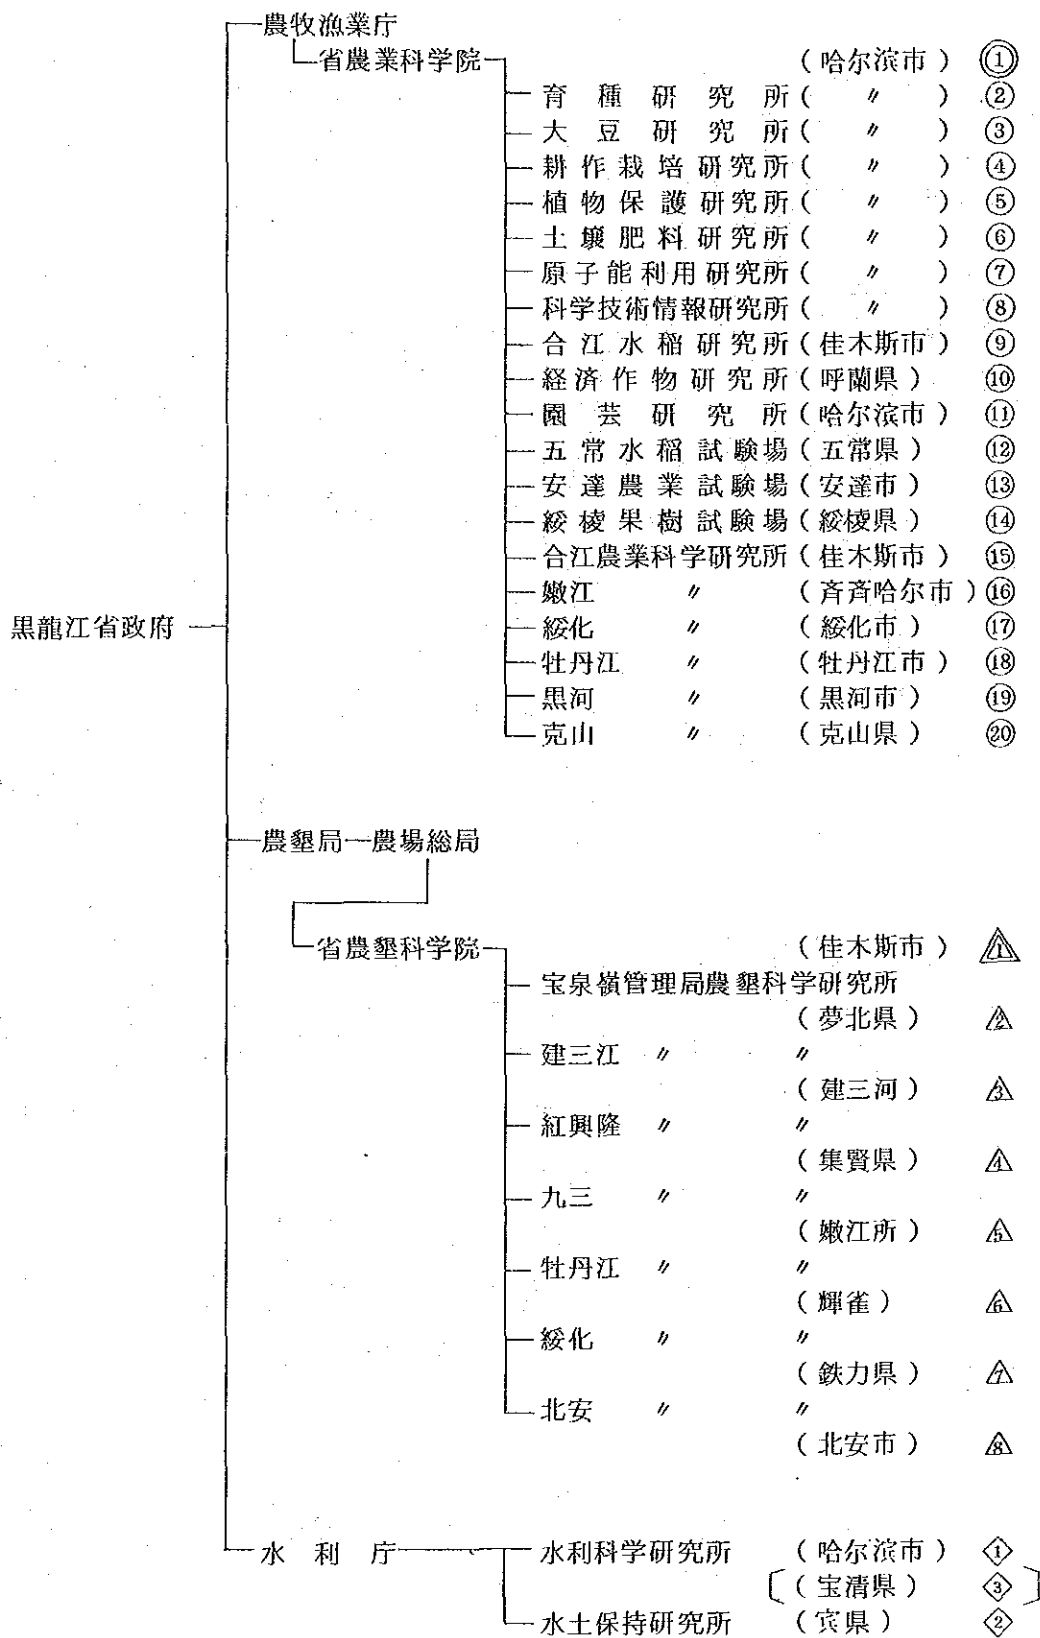 農牧漁業庁
省農業科学院 (哈尔滨市) ①
育種研究所 (〃) ②
大豆研究所 (〃) ③
耕作栽培研究所 (〃) ④
植物保護研究所 (〃) ⑤
土壌肥料研究所 (〃) ⑥
原子能利用研究所 (〃) ⑦
科学技術情報研究所 (〃) ⑧
合江水稲研究所 (佳木斯市) ⑨
経済作物研究所 (呼蘭県) ⑩
園芸研究所 (哈尔滨市) ⑪
五常水稲試験場 (五常県) ⑫
安達農業試験場 (安達市) ⑬
綏棱果樹試験場 (綏棱県) ⑭
合江農業科学研究所 (佳木斯市) ⑮
嫩江 〃 (斉斉哈尔市) ⑯
黒龍江省政府
綏化 〃 (綏化市) ⑰
牡丹江 〃 (牡丹江市) ⑱
黒河 〃 (黒河市) ⑲
克山 〃 (克山県) ⑳
農墾局 農場総局
省農墾科学院 (佳木斯市) 1
宝泉嶺管理局農墾科学研究所
(夢北県) 2
建三江 〃 〃
(建三河) 3
紅興隆 〃 〃
(集賢県) 4
九三 〃 〃
(嫩江所) 5
牡丹江 〃 〃
(輝雀) 6
綏化 〃 〃
(鉄力県) 7
北安 〃 〃
(北安市) 8
水利庁 水利科学研究所 (哈尔滨市) 1
〔(宝清県) 3〕
水土保持研究所 (宾県) 2